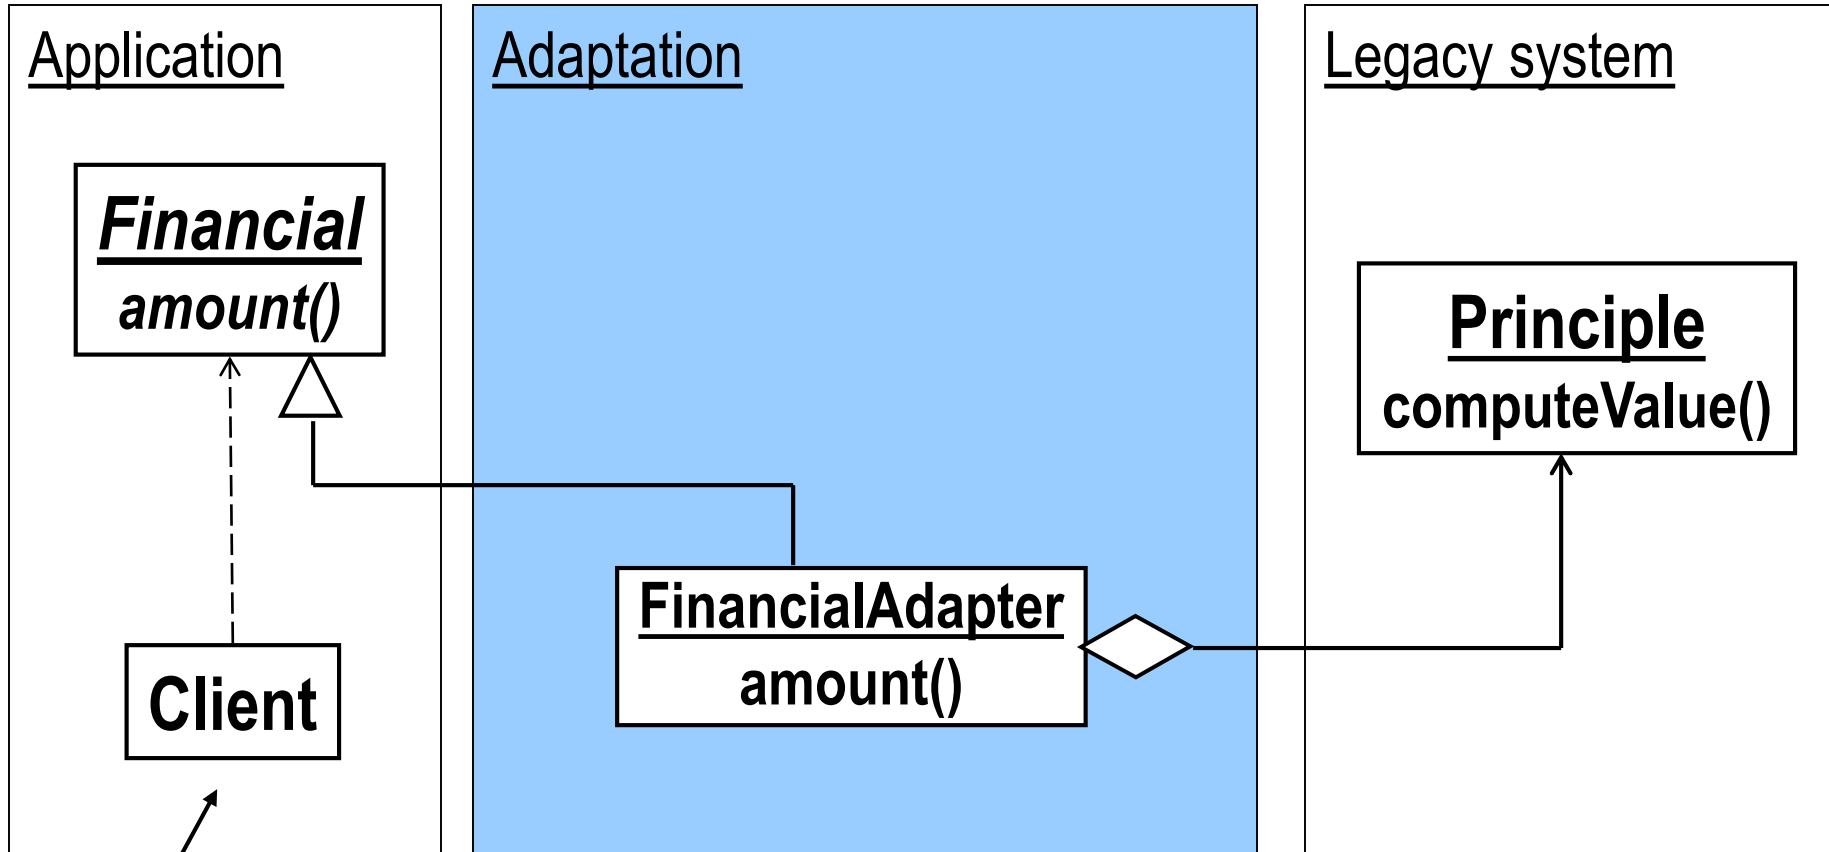 Application
Adaptation
Legacy system
Financial
amount()
Principle
computeValue()
FinancialAdapter
amount()
Client